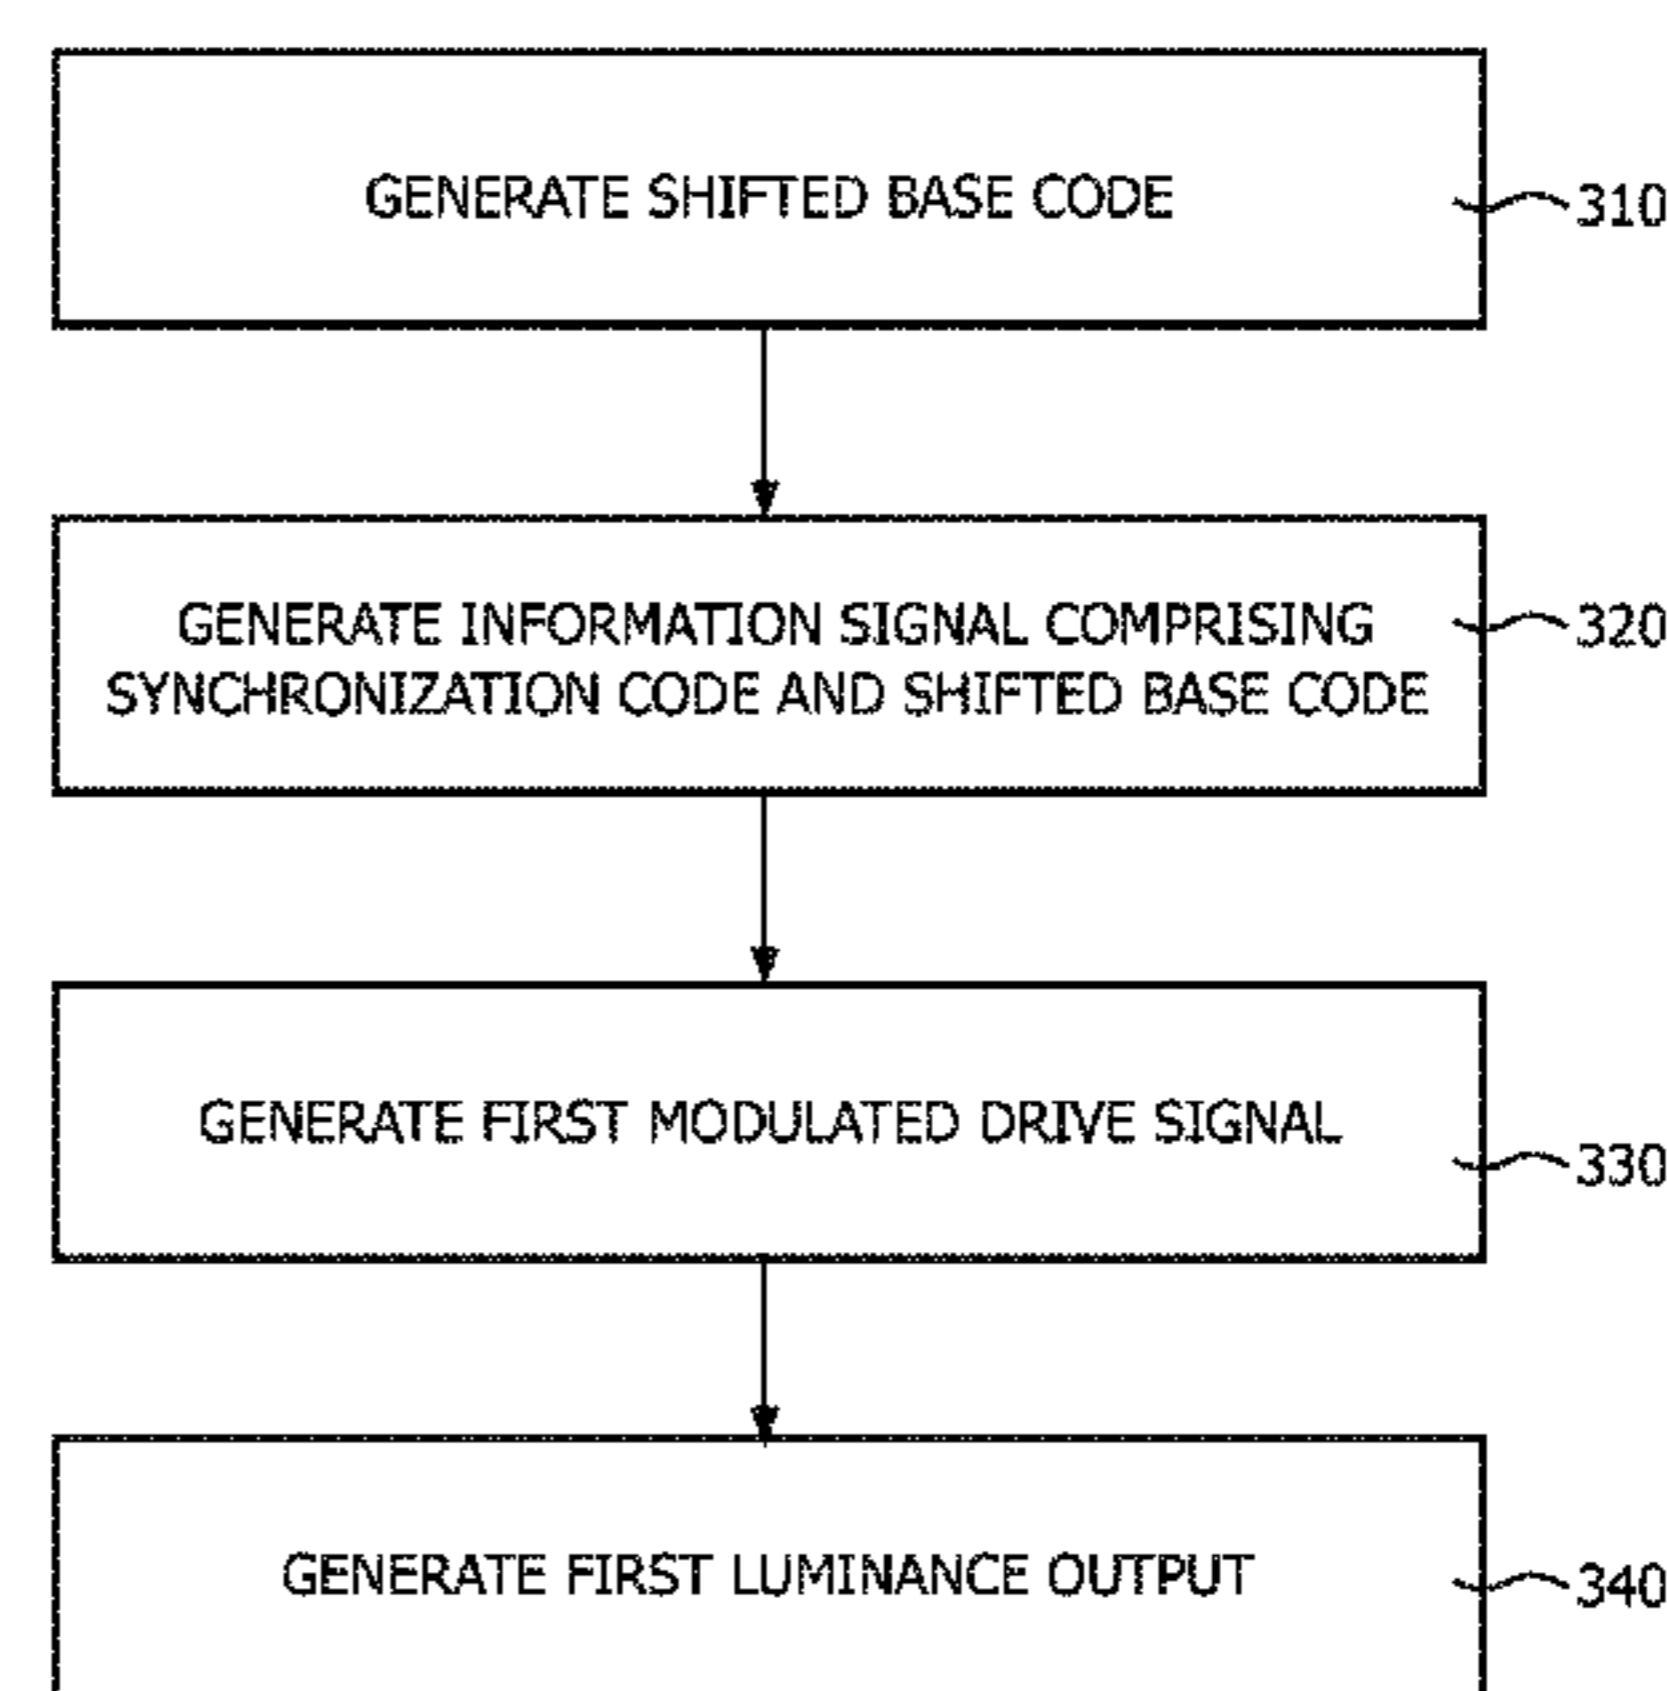 GENERATE SHIFTED BASE CODE
310
GENERATE INFORMATION SIGNAL COMPRISING
320
SYNCHRONIZATION CODE AND SHIFTED BASE CODE
GENERATE FIRST MODULATED DRIVE SIGNAL
330
GENERATE FIRST LUMINANCE OUTPUT
340